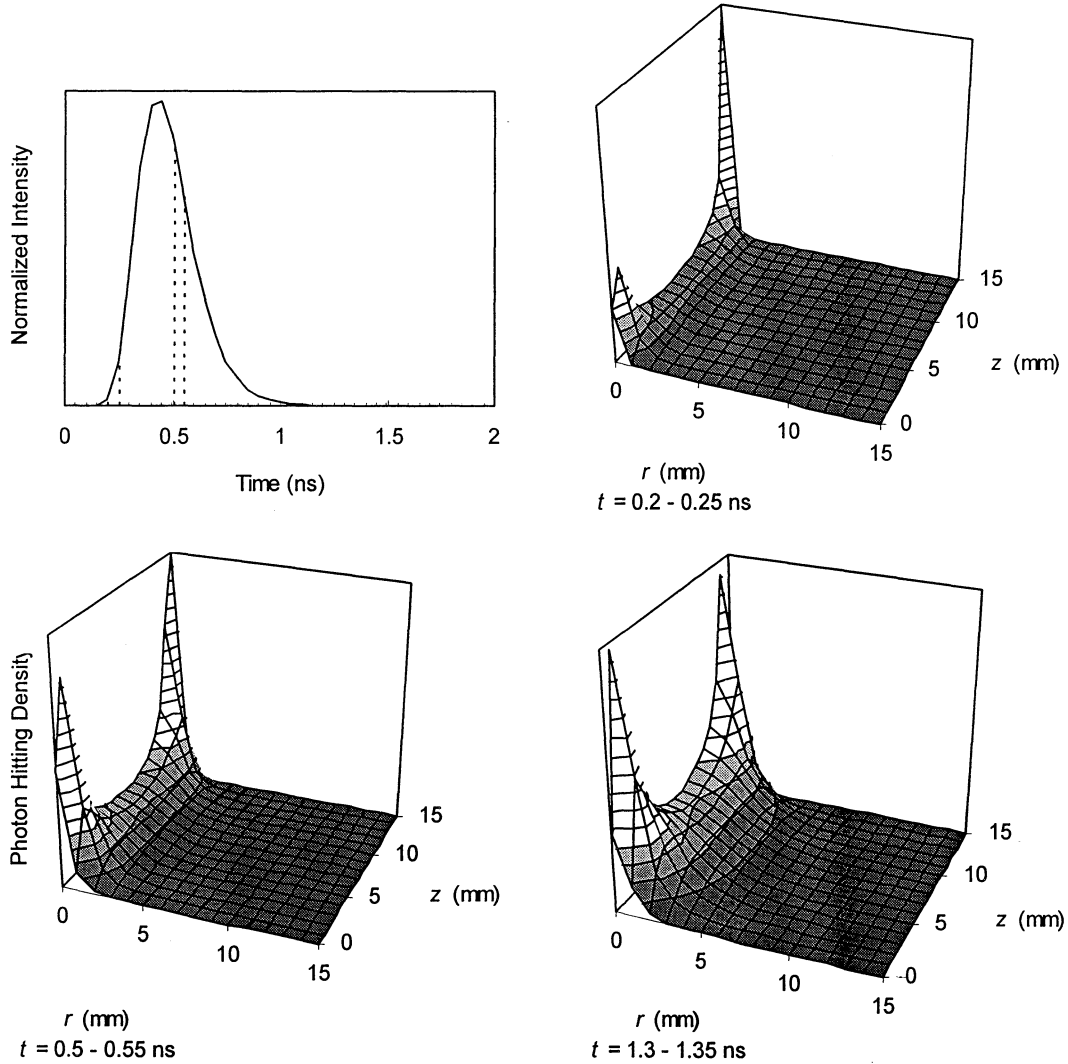 Normalized Intensity
0 0.5 1 1.5 2
Time (ns)
15
10
5
0
z (mm)
0
5
10
15
r (mm)
t = 0.2 - 0.25 ns
Photon Hitting Density
15
10
5
0
z (mm)
0
5
10
15
r (mm)
t = 0.5 - 0.55 ns
15
10
5
0
z (mm)
0
5
10
15
r (mm)
t = 1.3 - 1.35 ns